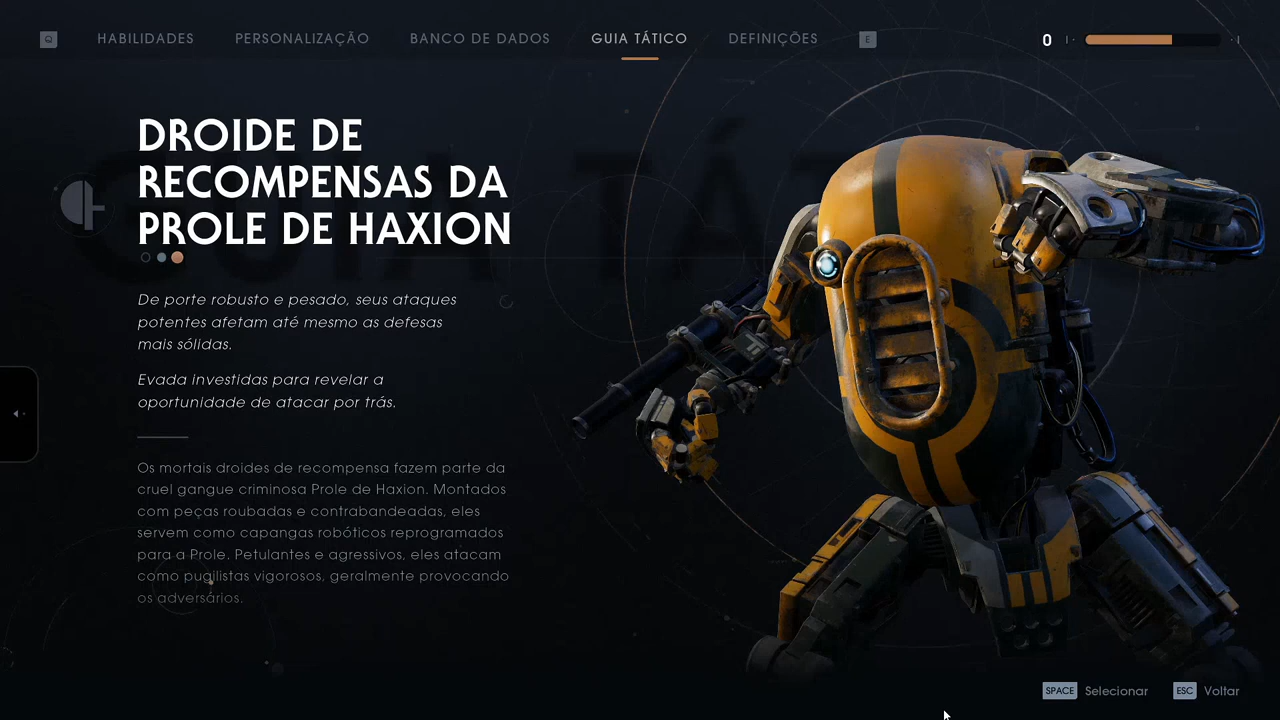 Q HABILIDADES PERSONALIZAÇÃO BANCO DE DADOS GUIA TÁTICO DEFINIÇÕES E 0
DROIDE DE
RECOMPENSAS DA
PROLE DE HAXION
De porte robusto e pesado, seus ataques
potentes afetam até mesmo as defesas
mais sólidas.
Evada investidas para revelar a
oportunidade de atacar por trás.
Os mortais droides de recompensa fazem parte da
cruel gangue criminosa Prole de Haxion. Montados
com peças roubadas e contrabandeadas, eles
servem como capangas robóticos reprogramados
para a Prole. Petulantes e agressivos, eles atacam
como pugilistas vigorosos, geralmente provocando
os adversários.
SPACE Selecionar ESC Voltar